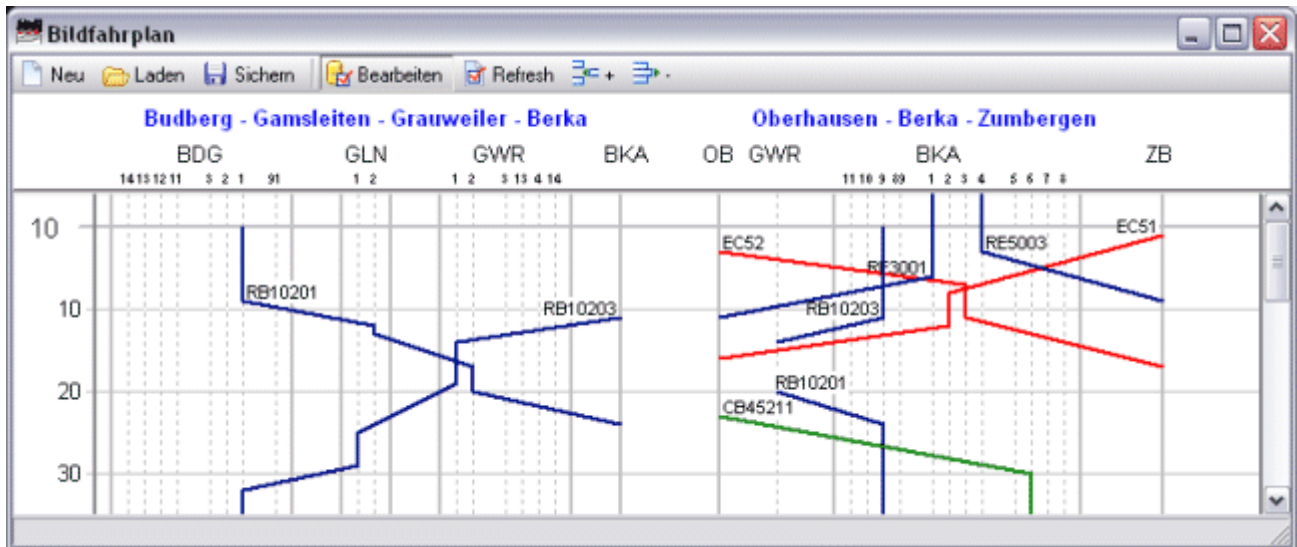 Bildfahrplan
Neu Laden Sichern Bearbeiten Refresh + -
Budberg - Gamsleiten - Grauweiler - Berka Oberhausen - Berka - Zumbergen
BDG GLN GWR BKA OB GWR BKA ZB
14 13 12 11 3 2 1 91 1 2 1 2 3 13 4 14 11 10 9 89 1 2 3 4 5 6 7 8
10
EC52 RE5003 EC51
RE3001
RB10201
10
RB10203 RB10203
20
RB10201
CB45211
30